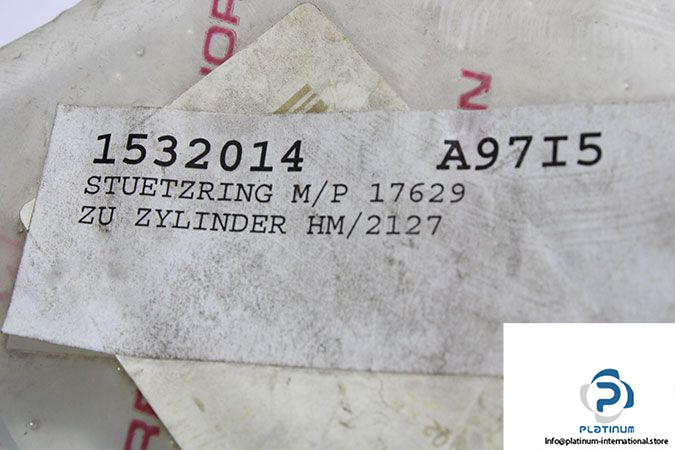 1532014 A97I5
STUETZRING M/P 17629
ZU ZYLINDER HM/2127
PLATINUM
Info@platinum-international.store